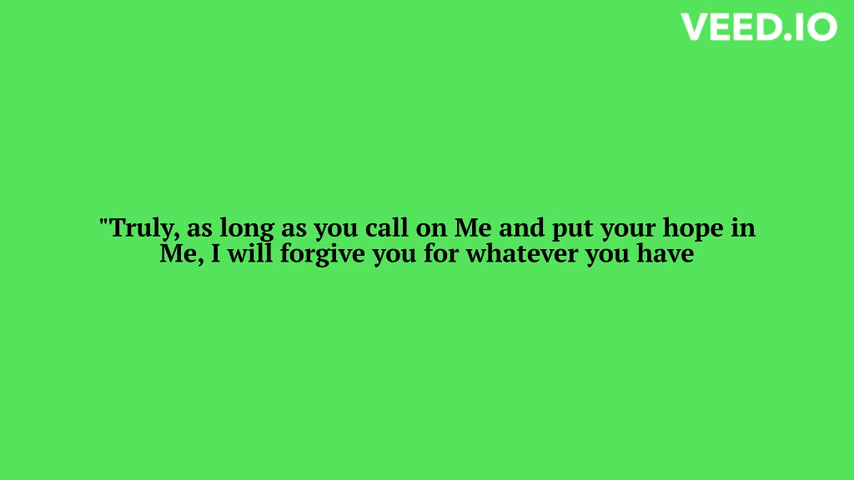 VEED.IO
"Truly, as long as you call on Me and put your hope in
Me, I will forgive you for whatever you have